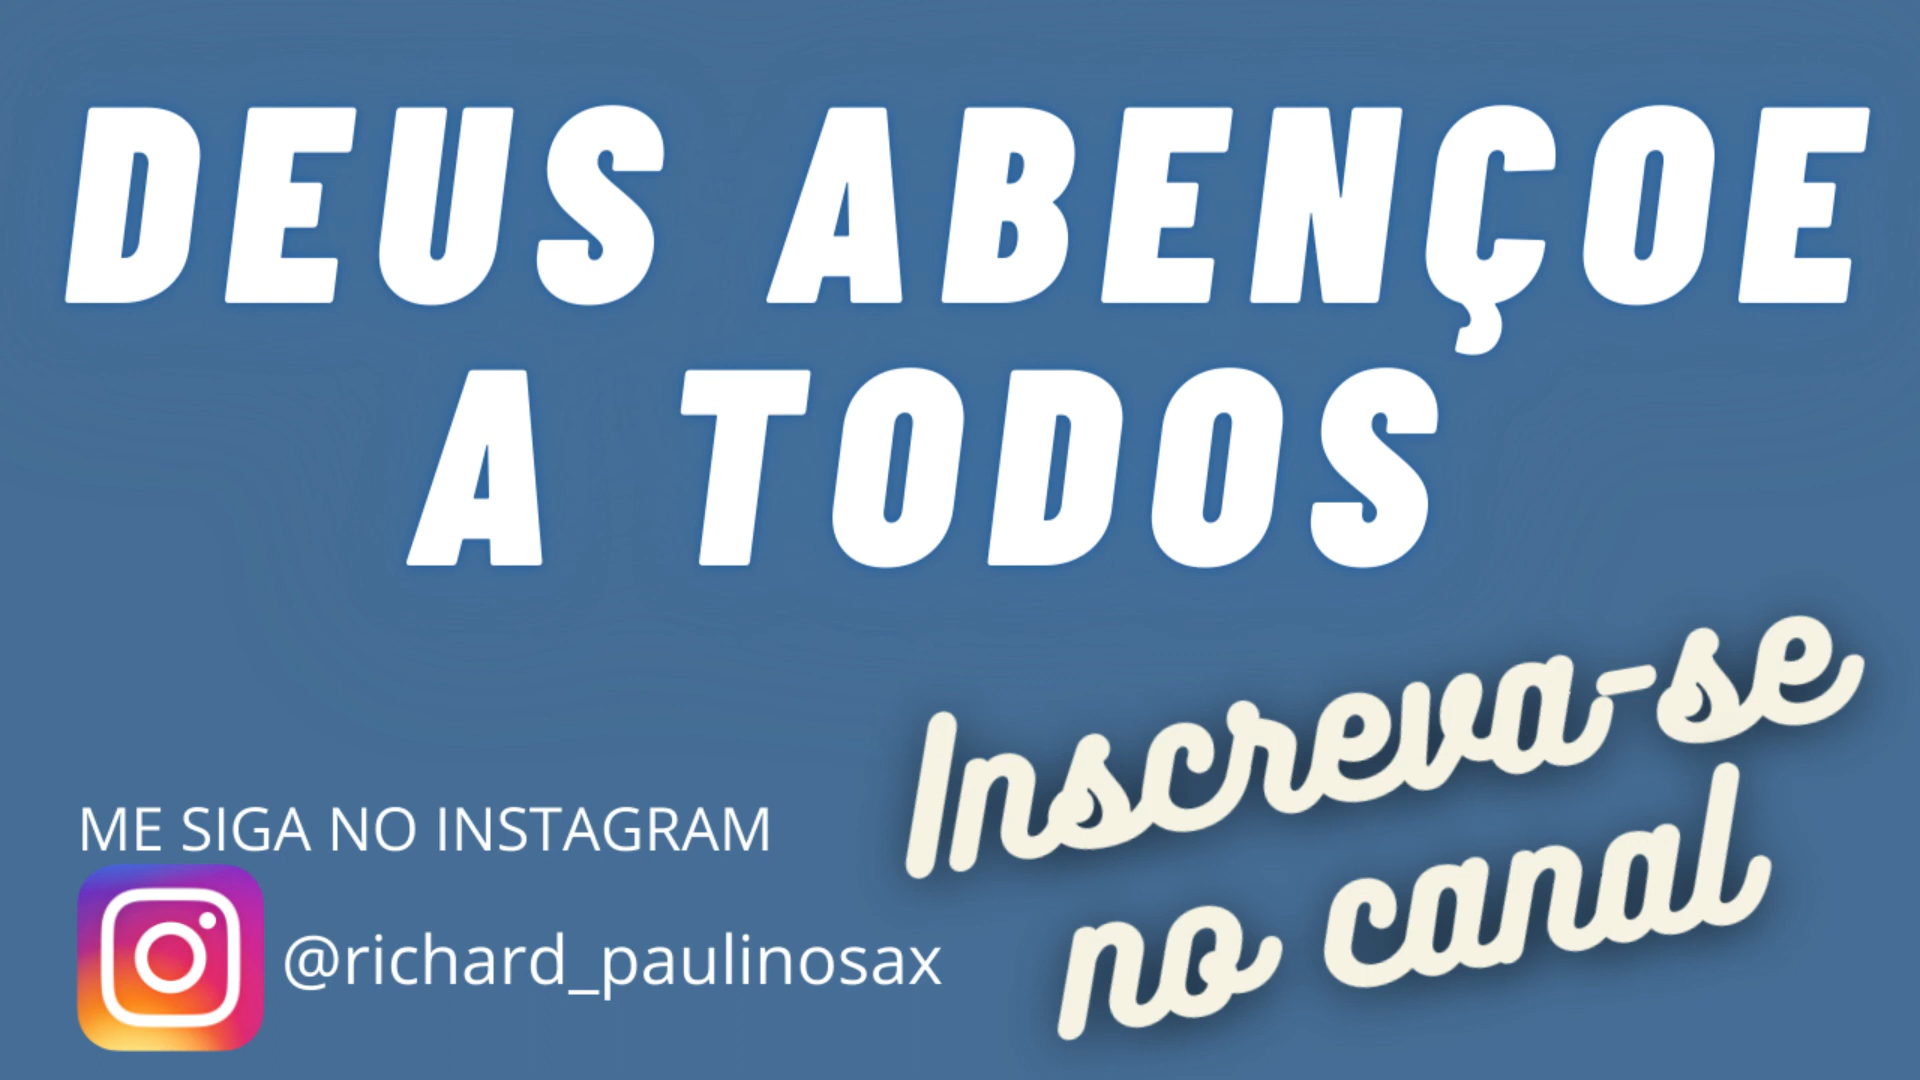 DEUS ABENÇOE
A TODOS
Inscreva-se
no canal
ME SIGA NO INSTAGRAM
@richard_paulinosax